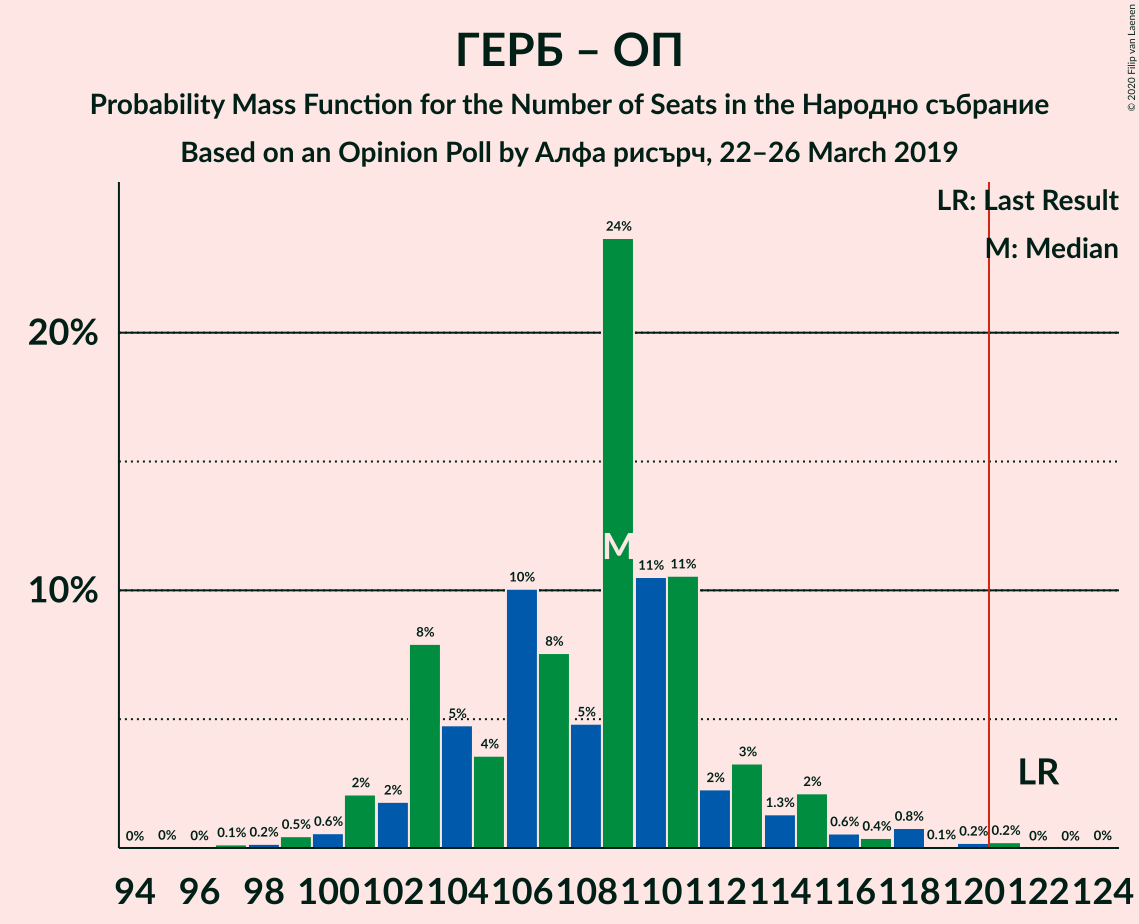 ГЕРБ – ОП
Probability Mass Function for the Number of Seats in the Народно събрание
Based on an Opinion Poll by Алфа рисърч, 22–26 March 2019
© 2020 Filip van Laenen
LR: Last Result
M: Median
24%
20%
M
11% 11%
10%
10%
8%
8%
5%
5%
4%
3%
LR
2%
2%
2%
2%
1.3%
0% 0% 0% 0.1% 0.2% 0.5% 0.6%
0.6% 0.4% 0.8% 0.1% 0.2% 0.2% 0% 0% 0%
94 96 98 100 102 104 106 108 110 112 114 116 118 120 122 124